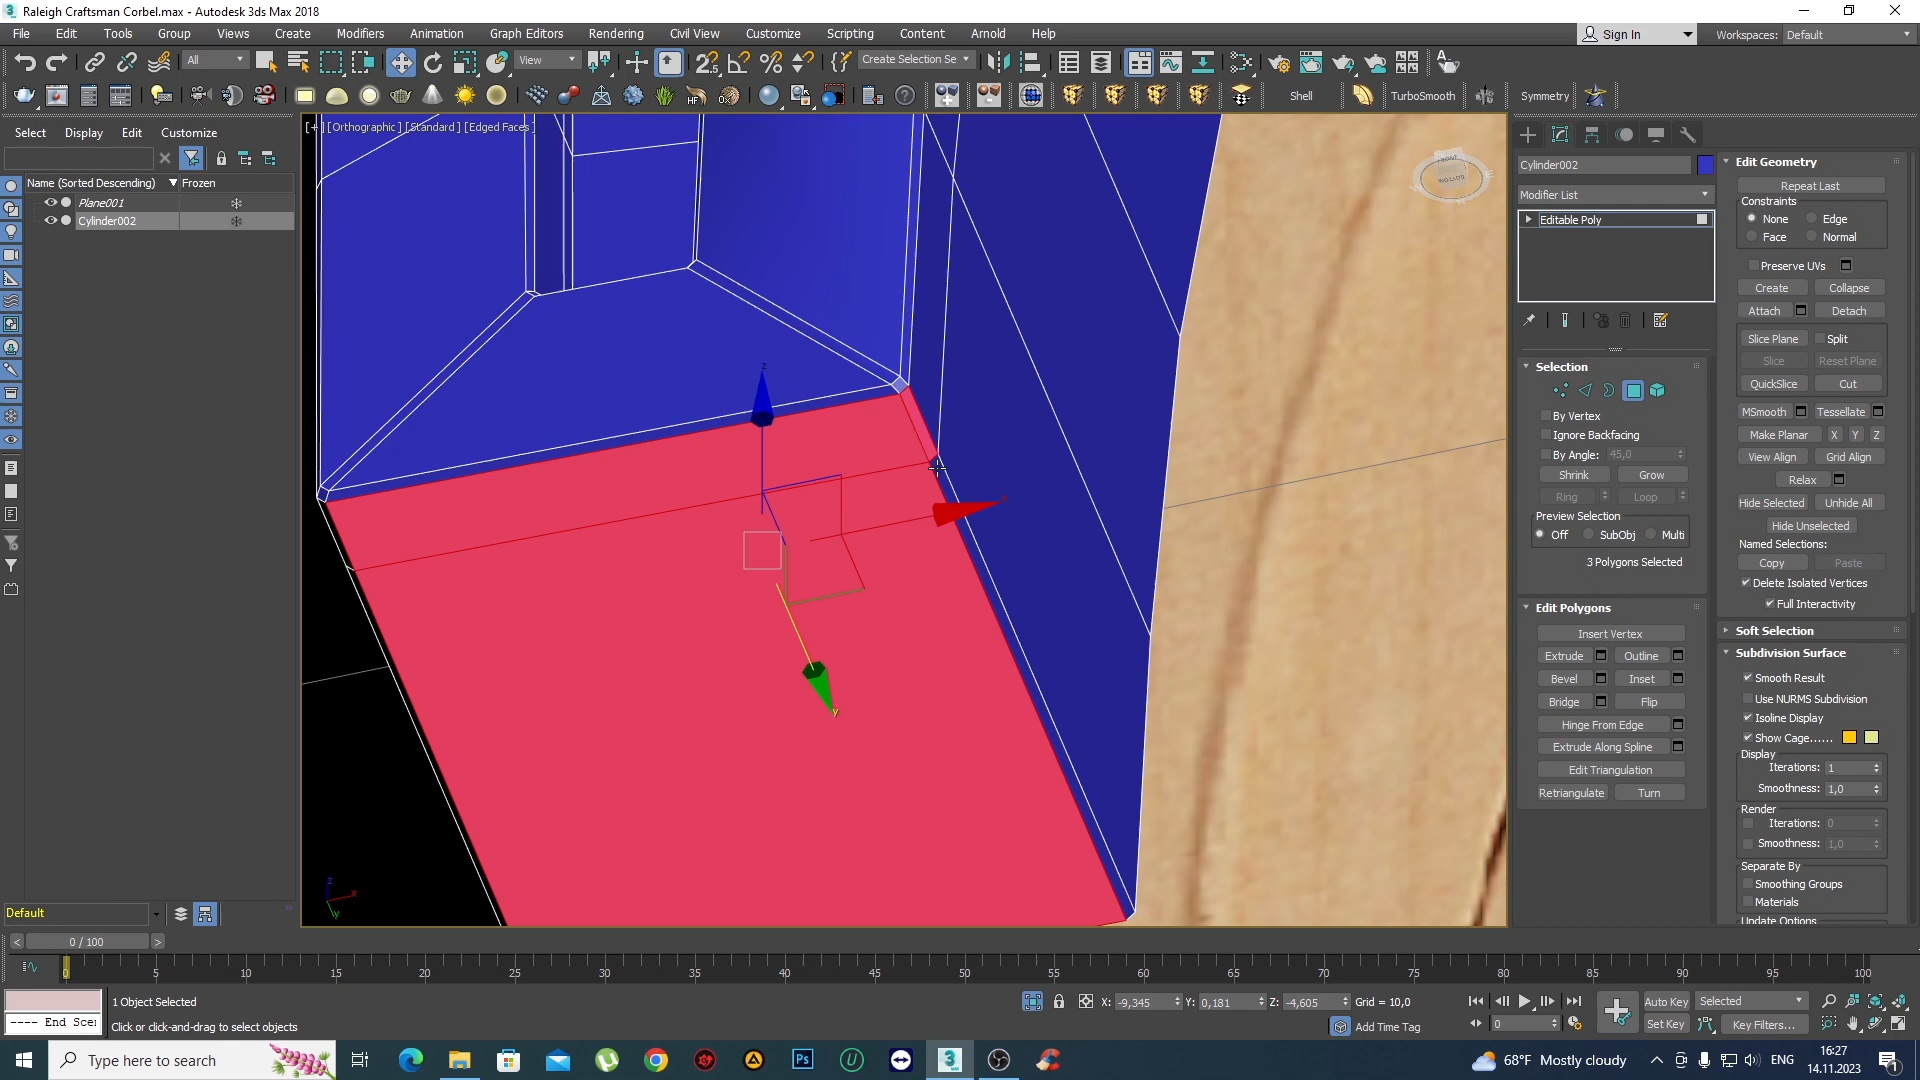 Raleigh Craftsman Corbel.max - Autodesk 3ds Max 2018
File Edit Tools Group Views Create Modifiers Animation Graph Editors Rendering Civil View Customize Scripting Content Arnold Help
Sign In Workspaces: Default
All View Create Selection Se
Shell TurboSmooth Symmetry
Select Display Edit Customize
[+] [Orthographic] [Standard] [Edged Faces]
Name (Sorted Descending) Frozen
Plane001
Cylinder002
FRONT
BOTTOM
z
y
z
x
y
Cylinder002
Modifier List
Editable Poly
Selection
By Vertex
Ignore Backfacing
By Angle: 45,0
Shrink Grow
Ring Loop
Preview Selection
Off SubObj Multi
3 Polygons Selected
Edit Polygons
Insert Vertex
Extrude Outline
Bevel Inset
Bridge Flip
Hinge From Edge
Extrude Along Spline
Edit Triangulation
Retriangulate Turn
Edit Geometry
Repeat Last
Constraints
None Edge
Face Normal
Preserve UVs
Create Collapse
Attach Detach
Slice Plane Split
Slice Reset Plane
QuickSlice Cut
MSmooth Tessellate
Make Planar X Y Z
View Align Grid Align
Relax
Hide Selected Unhide All
Hide Unselected
Named Selections:
Copy Paste
Delete Isolated Vertices
Full Interactivity
Soft Selection
Subdivision Surface
Smooth Result
Use NURMS Subdivision
Isoline Display
Show Cage......
Display
Iterations: 1
Smoothness: 1,0
Render
Iterations: 0
Smoothness: 1,0
Separate By
Smoothing Groups
Materials
Update Options
Default
< 0 / 100 >
0 5 10 15 20 25 30 35 40 45 50 55 60 65 70 75 80 85 90 95 100
1 Object Selected
X: -9,345 Y: 0,181 Z: -4,605 Grid = 10,0
Auto Key Selected
---- End Scer
Click or click-and-drag to select objects
Add Time Tag
0
Set Key Key Filters...
Type here to search
Ps
3
68°F Mostly cloudy
ENG
16:27
14.11.2023
1